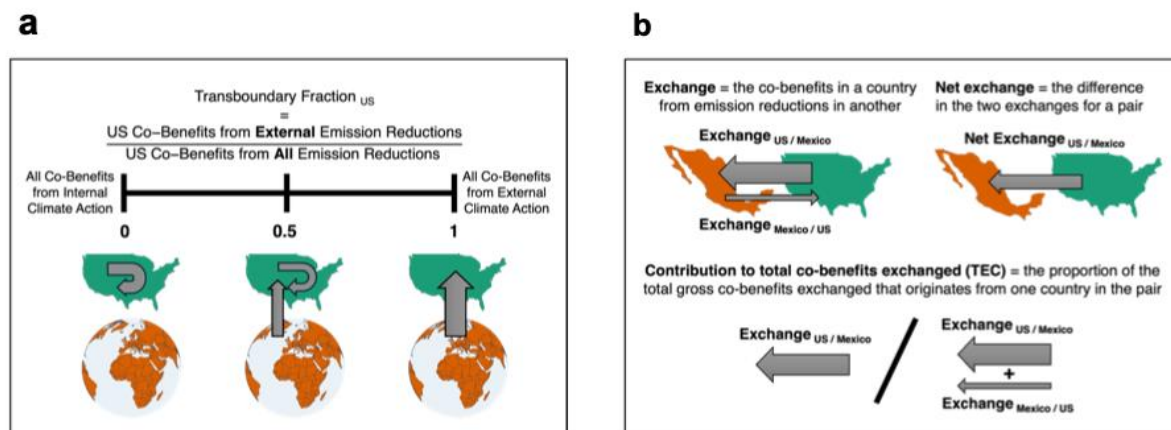 a
Transboundary Fraction US
=
US Co–Benefits from External Emission Reductions
US Co–Benefits from All Emission Reductions
All Co-Benefits
from Internal
Climate Action
All Co-Benefits
from External
Climate Action
0
0.5
1
b
Exchange = the co-benefits in a country
from emission reductions in another
Exchange US / Mexico
Exchange Mexico / US
Net exchange = the difference
in the two exchanges for a pair
Net Exchange US / Mexico
Contribution to total co-benefits exchanged (TEC) = the proportion of the
total gross co-benefits exchanged that originates from one country in the pair
Exchange US / Mexico
Exchange US / Mexico
+
Exchange Mexico / US